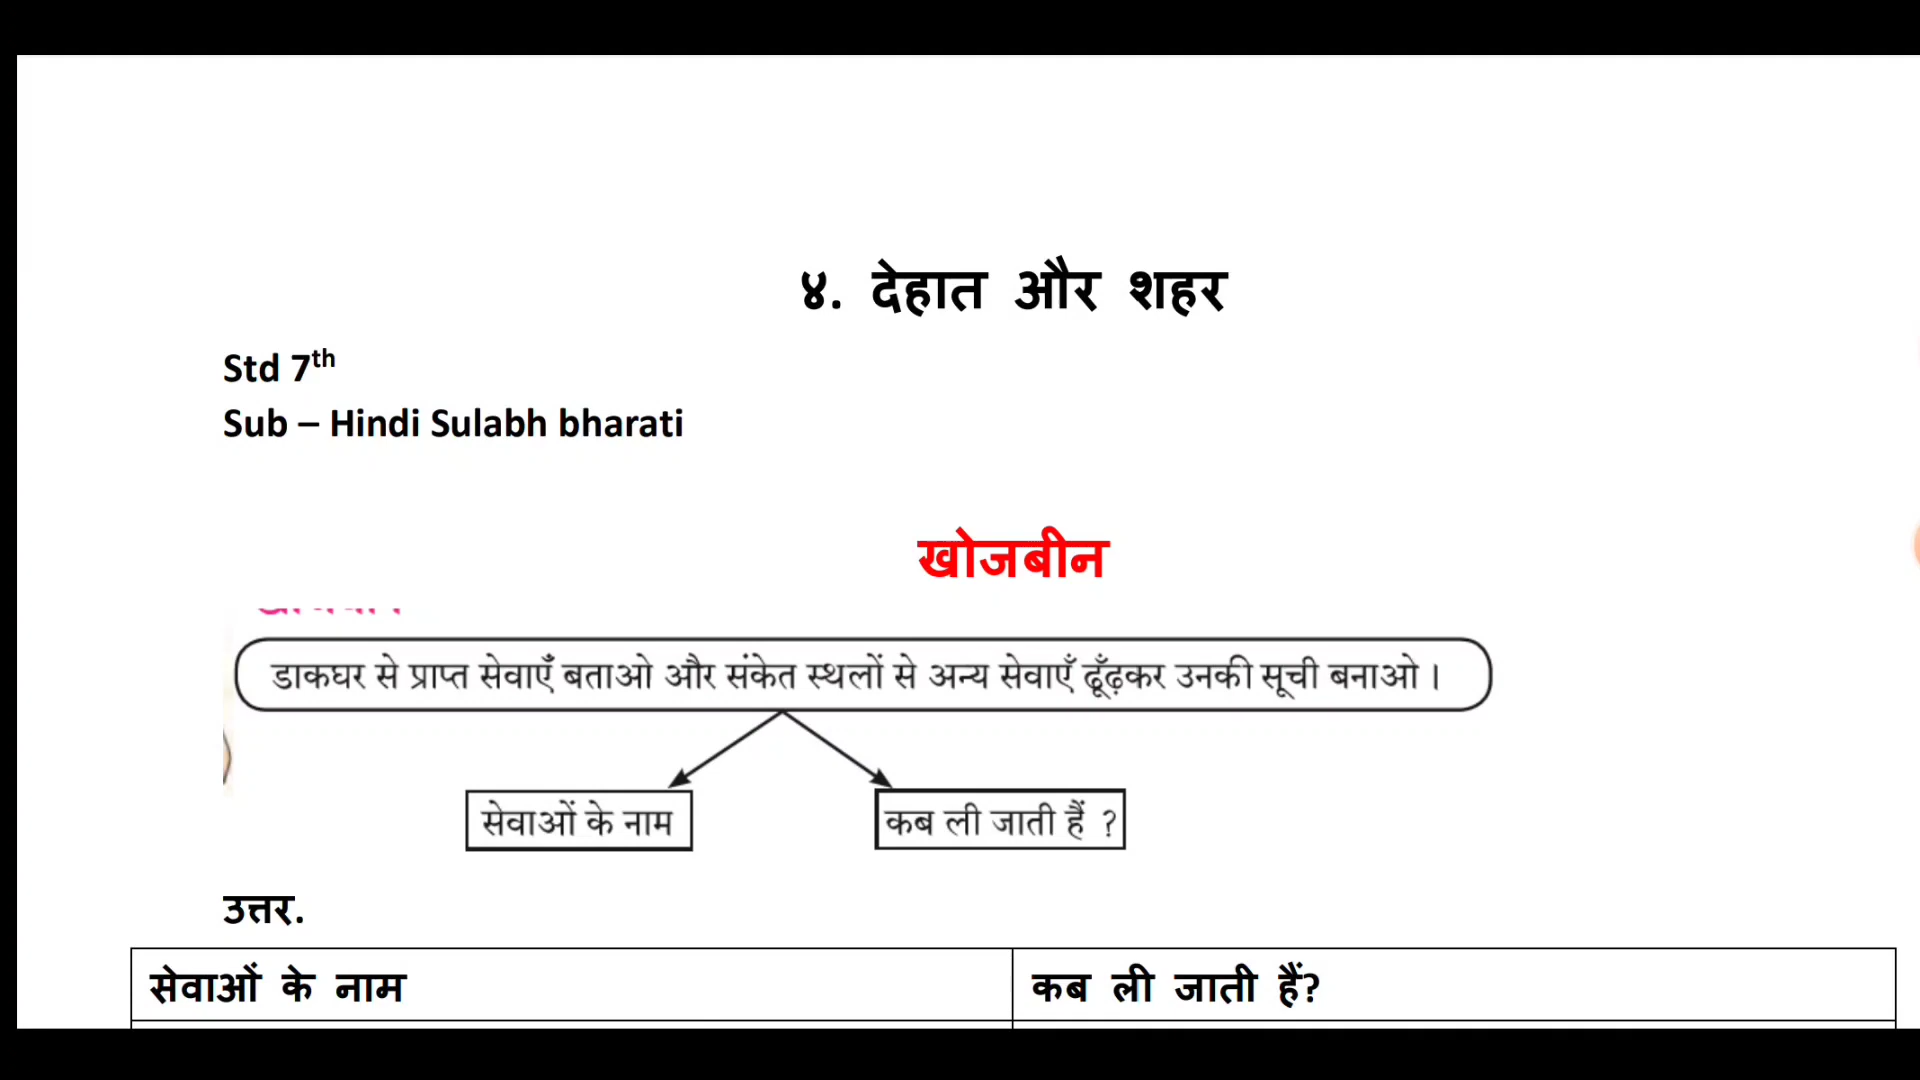 ४. देहात और शहर
Std 7th
Sub – Hindi Sulabh bharati
खोजबीन
डाकघर से प्राप्त सेवाएँ बताओ और संकेत स्थलों से अन्य सेवाएँ ढूँढ़कर उनकी सूची बनाओ ।
सेवाओं के नाम
कब ली जाती हैं ?
उत्तर.
सेवाओं के नाम
कब ली जाती हैं?